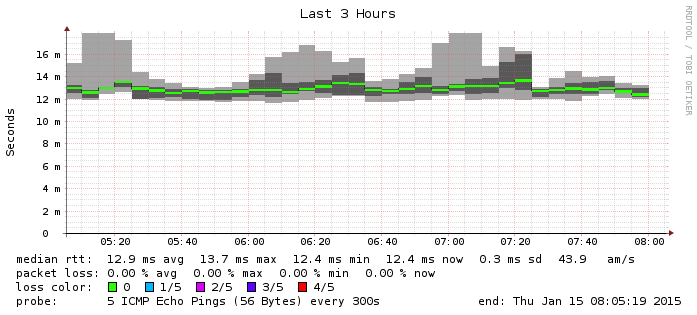 Last 3 Hours
RRDTOOL / TOBI OETIKER
Seconds
16 m
14 m
12 m
10 m
8 m
6 m
4 m
2 m
0
05:20 05:40 06:00 06:20 06:40 07:00 07:20 07:40 08:00
median rtt: 12.9 ms avg 13.7 ms max 12.4 ms min 12.4 ms now 0.3 ms sd 43.9 am/s
packet loss: 0.00 % avg 0.00 % max 0.00 % min 0.00 % now
loss color: 0 1/5 2/5 3/5 4/5
probe: 5 ICMP Echo Pings (56 Bytes) every 300s end: Thu Jan 15 08:05:19 2015